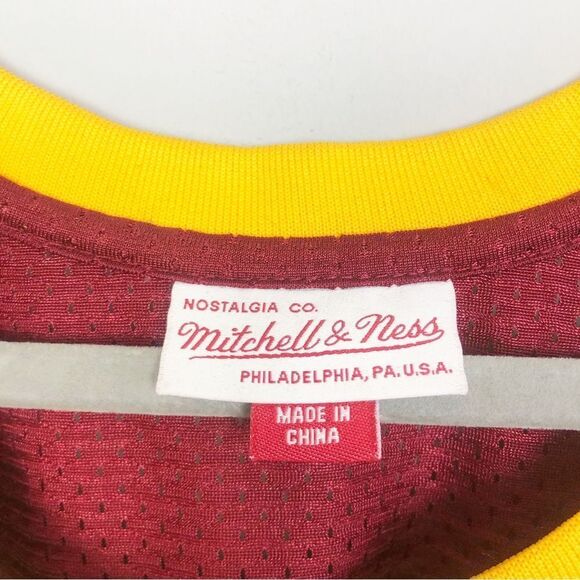 NOSTALGIA CO.
Mitchell & Ness
PHILADELPHIA, PA. U.S.A.
MADE IN
CHINA